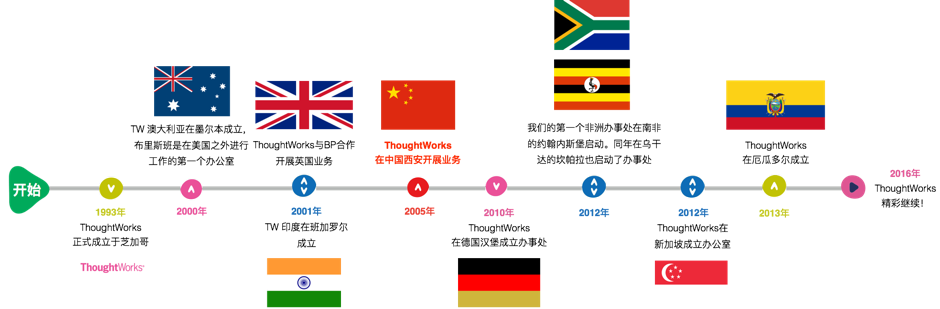 开始
1993年
ThoughtWorks
正式成立于芝加哥
ThoughtWorks®
TW 澳大利亚在墨尔本成立，
布里斯班是在美国之外进行
工作的第一个办公室
2000年
ThoughtWorks与BP合作
开展英国业务
2001年
TW 印度在班加罗尔
成立
ThoughtWorks
在中国西安开展业务
2005年
2010年
ThoughtWorks
在德国汉堡成立办事处
我们的第一个非洲办事处在南非
的约翰内斯堡启动。同年在乌干
达的坎帕拉也启动了办事处
2012年
2012年
ThoughtWorks在
新加坡成立办公室
ThoughtWorks
在厄瓜多尔成立
2013年
2016年
ThoughtWorks
精彩继续！